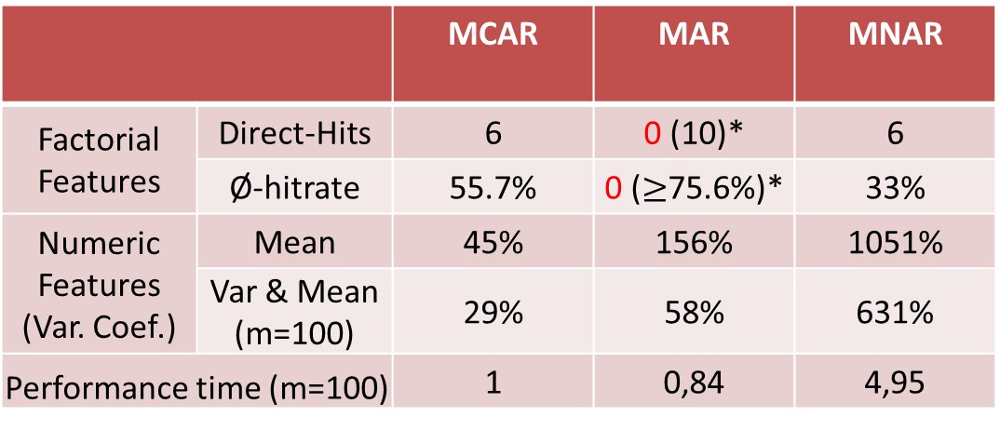 MCAR MAR MNAR
Factorial Features
Direct-Hits 6 0 (10)* 6
Ø-hitrate 55.7% 0 (≥75.6%)* 33%
Numeric Features (Var. Coef.)
Mean 45% 156% 1051%
Var & Mean (m=100) 29% 58% 631%
Performance time (m=100) 1 0,84 4,95